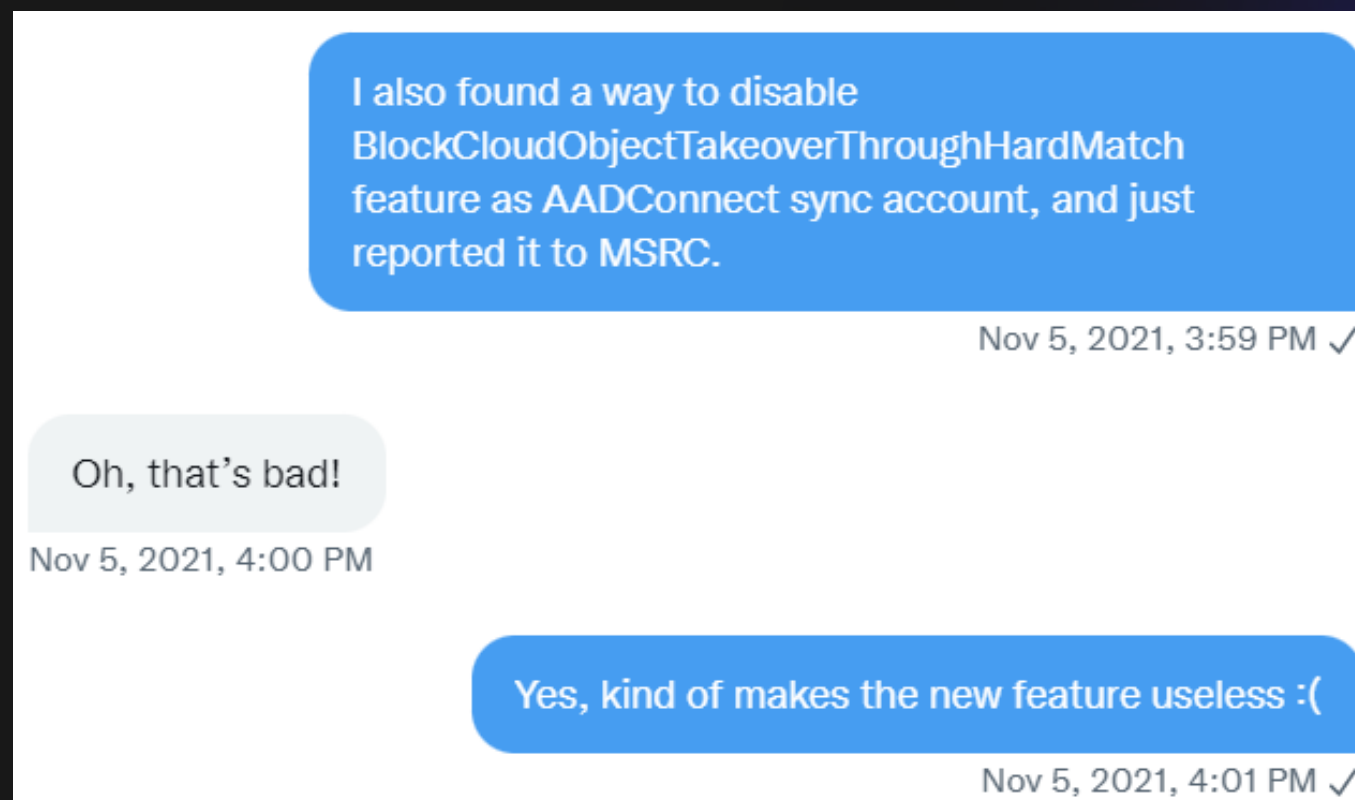 I also found a way to disable
BlockCloudObjectTakeoverThroughHardMatch
feature as AADConnect sync account, and just
reported it to MSRC.
Nov 5, 2021, 3:59 PM ✓
Oh, that’s bad!
Nov 5, 2021, 4:00 PM
Yes, kind of makes the new feature useless :(
Nov 5, 2021, 4:01 PM ✓